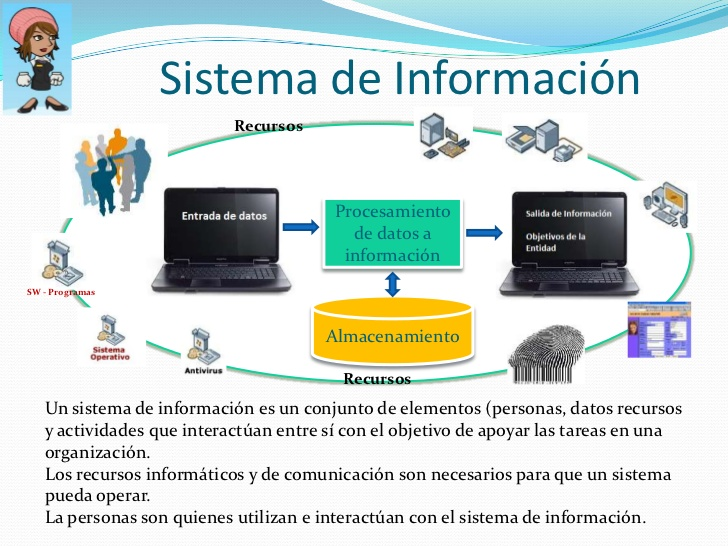 Sistema de Información
Recursos
Entrada de datos
Procesamiento
de datos a
información
Salida de Información
Objetivos de la
Entidad
SW - Programas
Almacenamiento
Sistema
Operativo
Antivirus
Recursos
Un sistema de información es un conjunto de elementos (personas, datos recursos
y actividades que interactúan entre sí con el objetivo de apoyar las tareas en una
organización.
Los recursos informáticos y de comunicación son necesarios para que un sistema
pueda operar.
La personas son quienes utilizan e interactúan con el sistema de información.